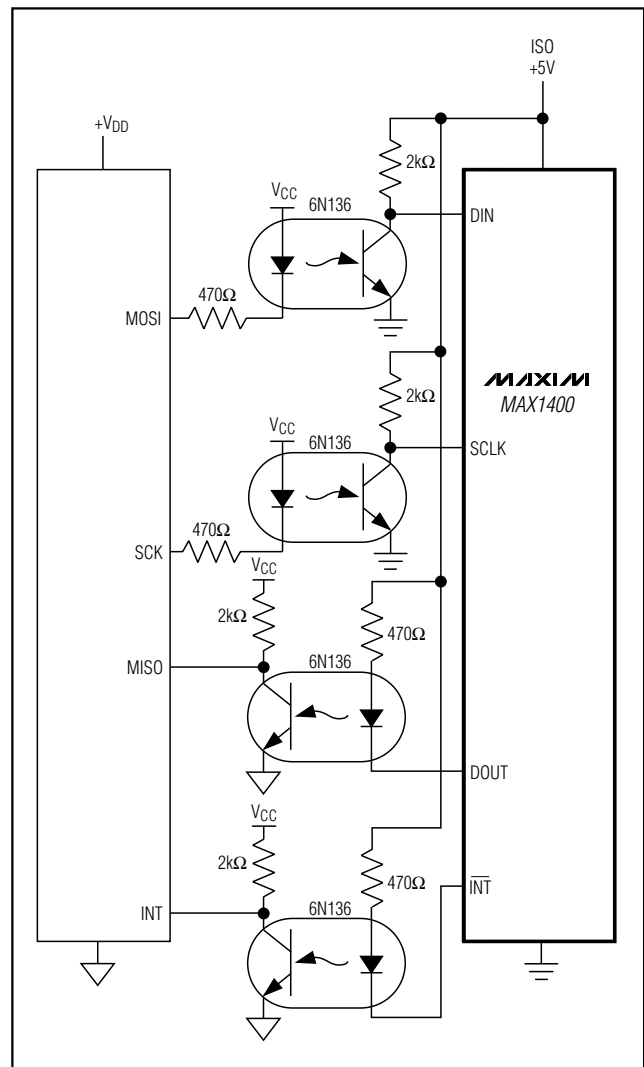 ISO
+5V
+VDD
2kΩ
VCC
6N136
DIN
470Ω
MOSI
MAXIM
MAX1400
2kΩ
VCC
6N136
SCLK
470Ω
SCK
VCC
2kΩ
470Ω
6N136
MISO
DOUT
VCC
2kΩ
470Ω
INT
6N136
INT